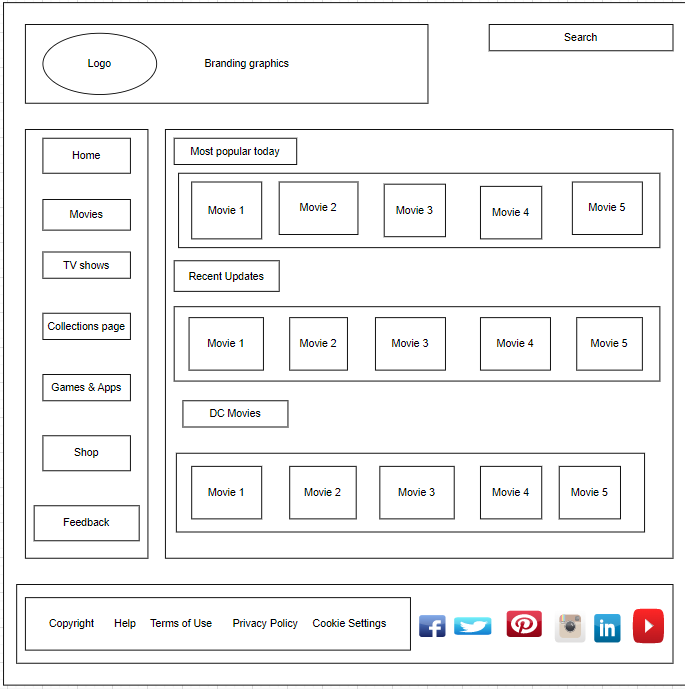 Logo
Branding graphics
Search
Home
Movies
TV shows
Collections page
Games & Apps
Shop
Feedback
Most popular today
Movie 1
Movie 2
Movie 3
Movie 4
Movie 5
Recent Updates
Movie 1
Movie 2
Movie 3
Movie 4
Movie 5
DC Movies
Movie 1
Movie 2
Movie 3
Movie 4
Movie 5
Copyright Help Terms of Use Privacy Policy Cookie Settings
f
in